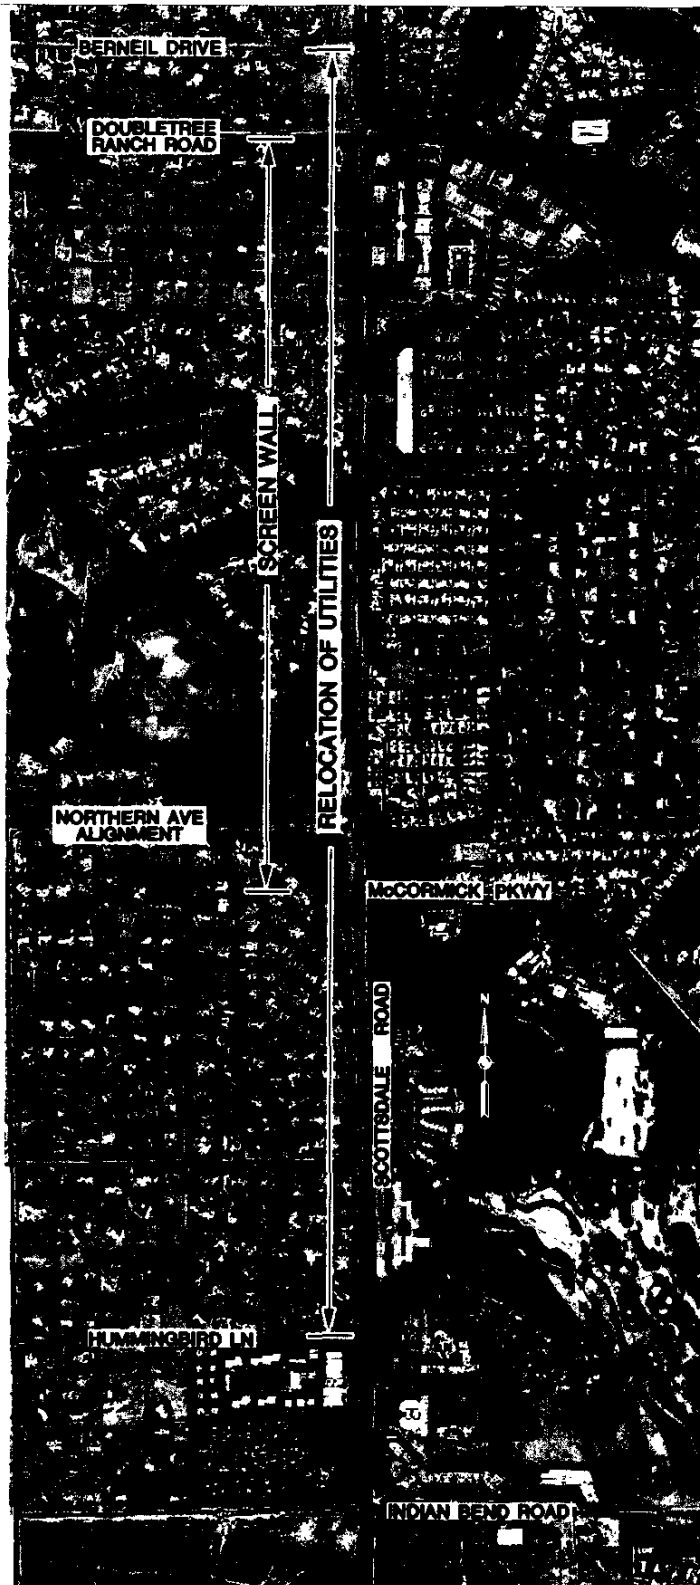 BERNEIL DRIVE
DOUBLETREE
RANCH ROAD
N
SCREEN WALL
RELOCATION OF UTILITIES
NORTHERN AVE
ALIGNMENT
McCORMICK PKWY
SCOTTSDALE ROAD
N
HUMMINGBIRD LN
INDIAN BEND ROAD